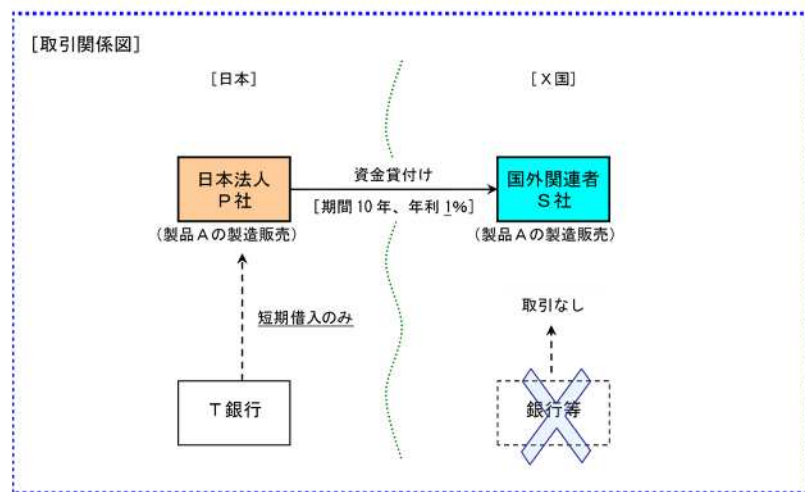 [取引関係図]
[日本]
[X国]
日本法人
P社
資金貸付け
[期間10年、年利1%]
国外関連者
S社
(製品Aの製造販売)
(製品Aの製造販売)
短期借入のみ
取引なし
T銀行
銀行等